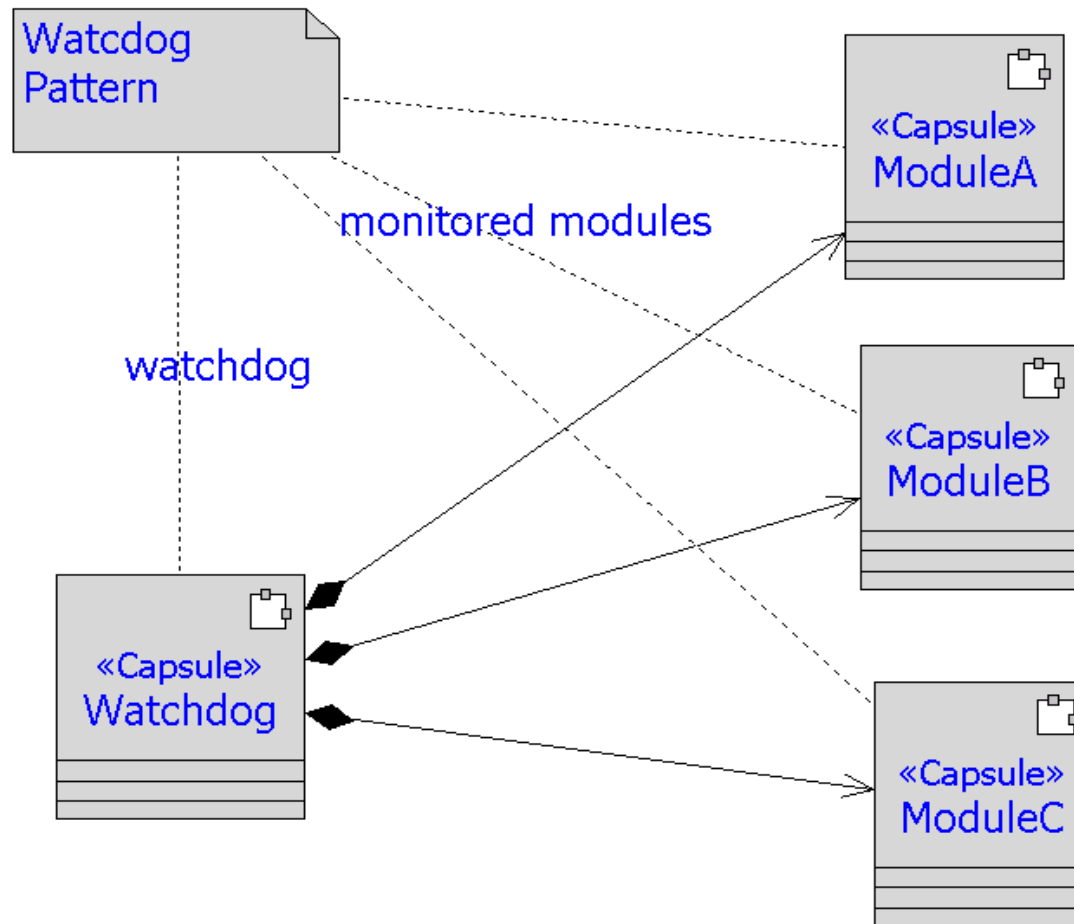 Watcdog
Pattern
«Capsule»
ModuleA
monitored modules
watchdog
«Capsule»
ModuleB
«Capsule»
Watchdog
«Capsule»
ModuleC